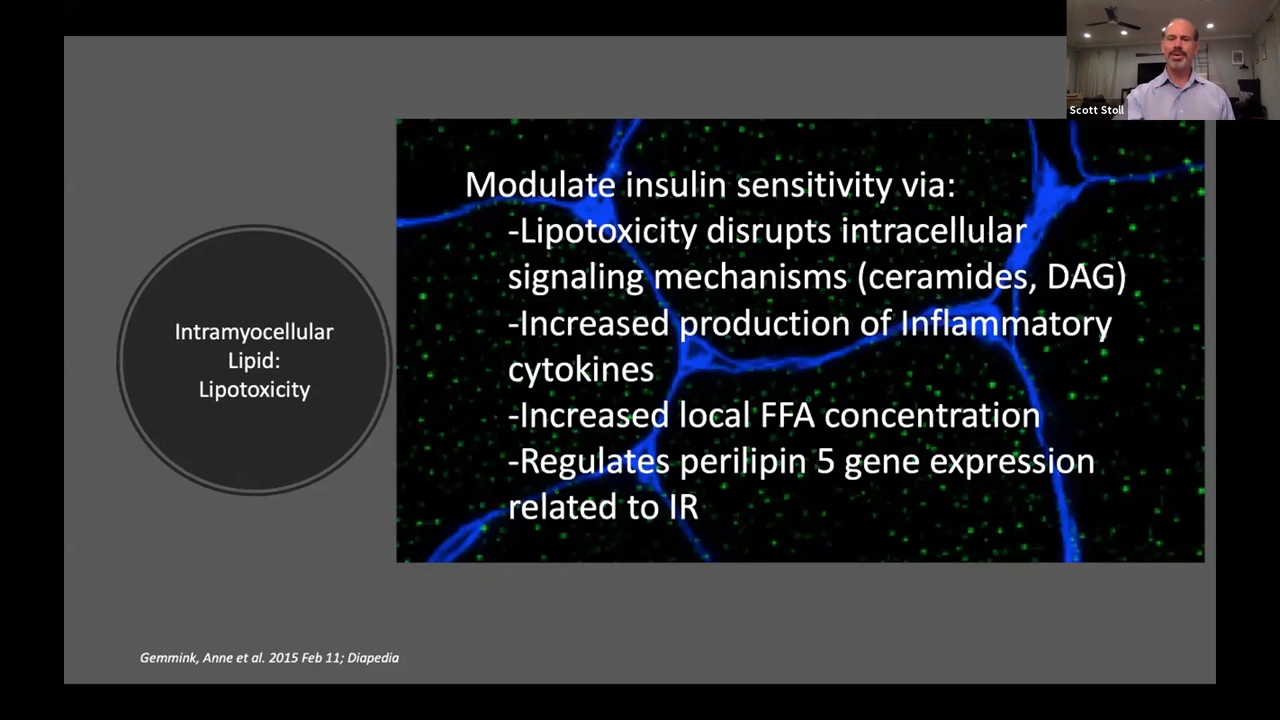 Scott Stoll
Modulate insulin sensitivity via:
-Lipotoxicity disrupts intracellular
signaling mechanisms (ceramides, DAG)
-Increased production of Inflammatory
cytokines
-Increased local FFA concentration
-Regulates perilipin 5 gene expression
related to IR
Intramyocellular
Lipid:
Lipotoxicity
Gemmink, Anne et al. 2015 Feb 11; Diapedia